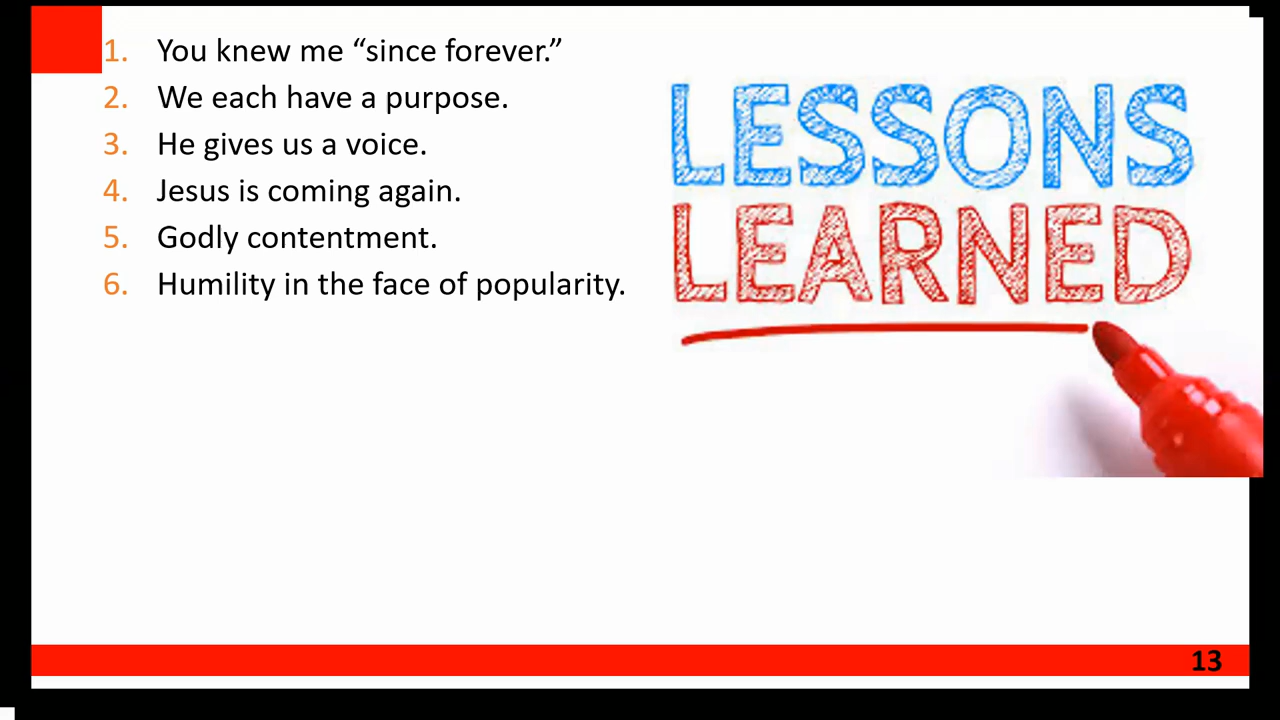 1. You knew me “since forever.”
2. We each have a purpose.
3. He gives us a voice.
4. Jesus is coming again.
5. Godly contentment.
6. Humility in the face of popularity.
LESSONS
LEARNED
13